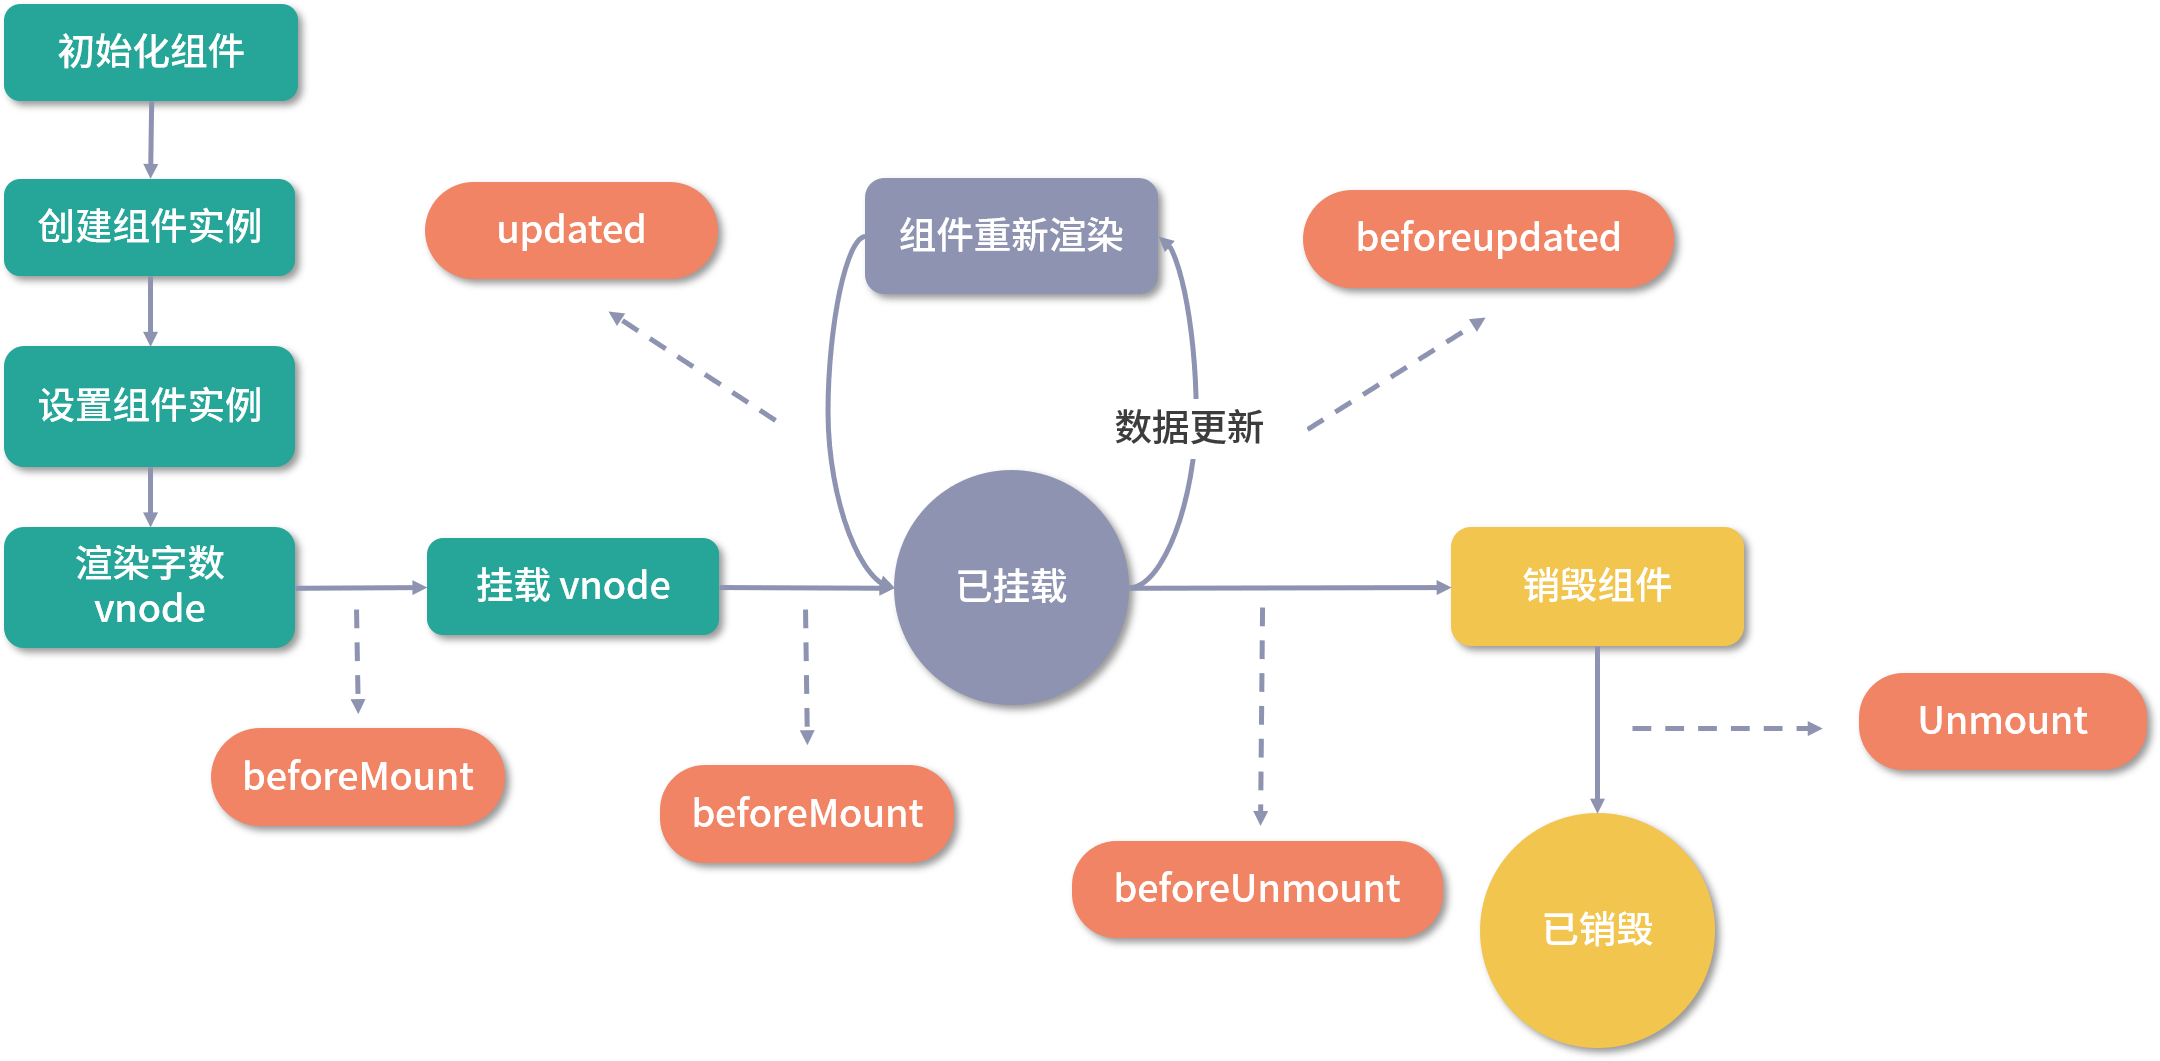 初始化组件
创建组件实例
updated
组件重新渲染
beforeupdated
设置组件实例
数据更新
渲染字数
vnode
挂载 vnode
已挂载
销毁组件
Unmount
beforeMount
beforeMount
beforeUnmount
已销毁